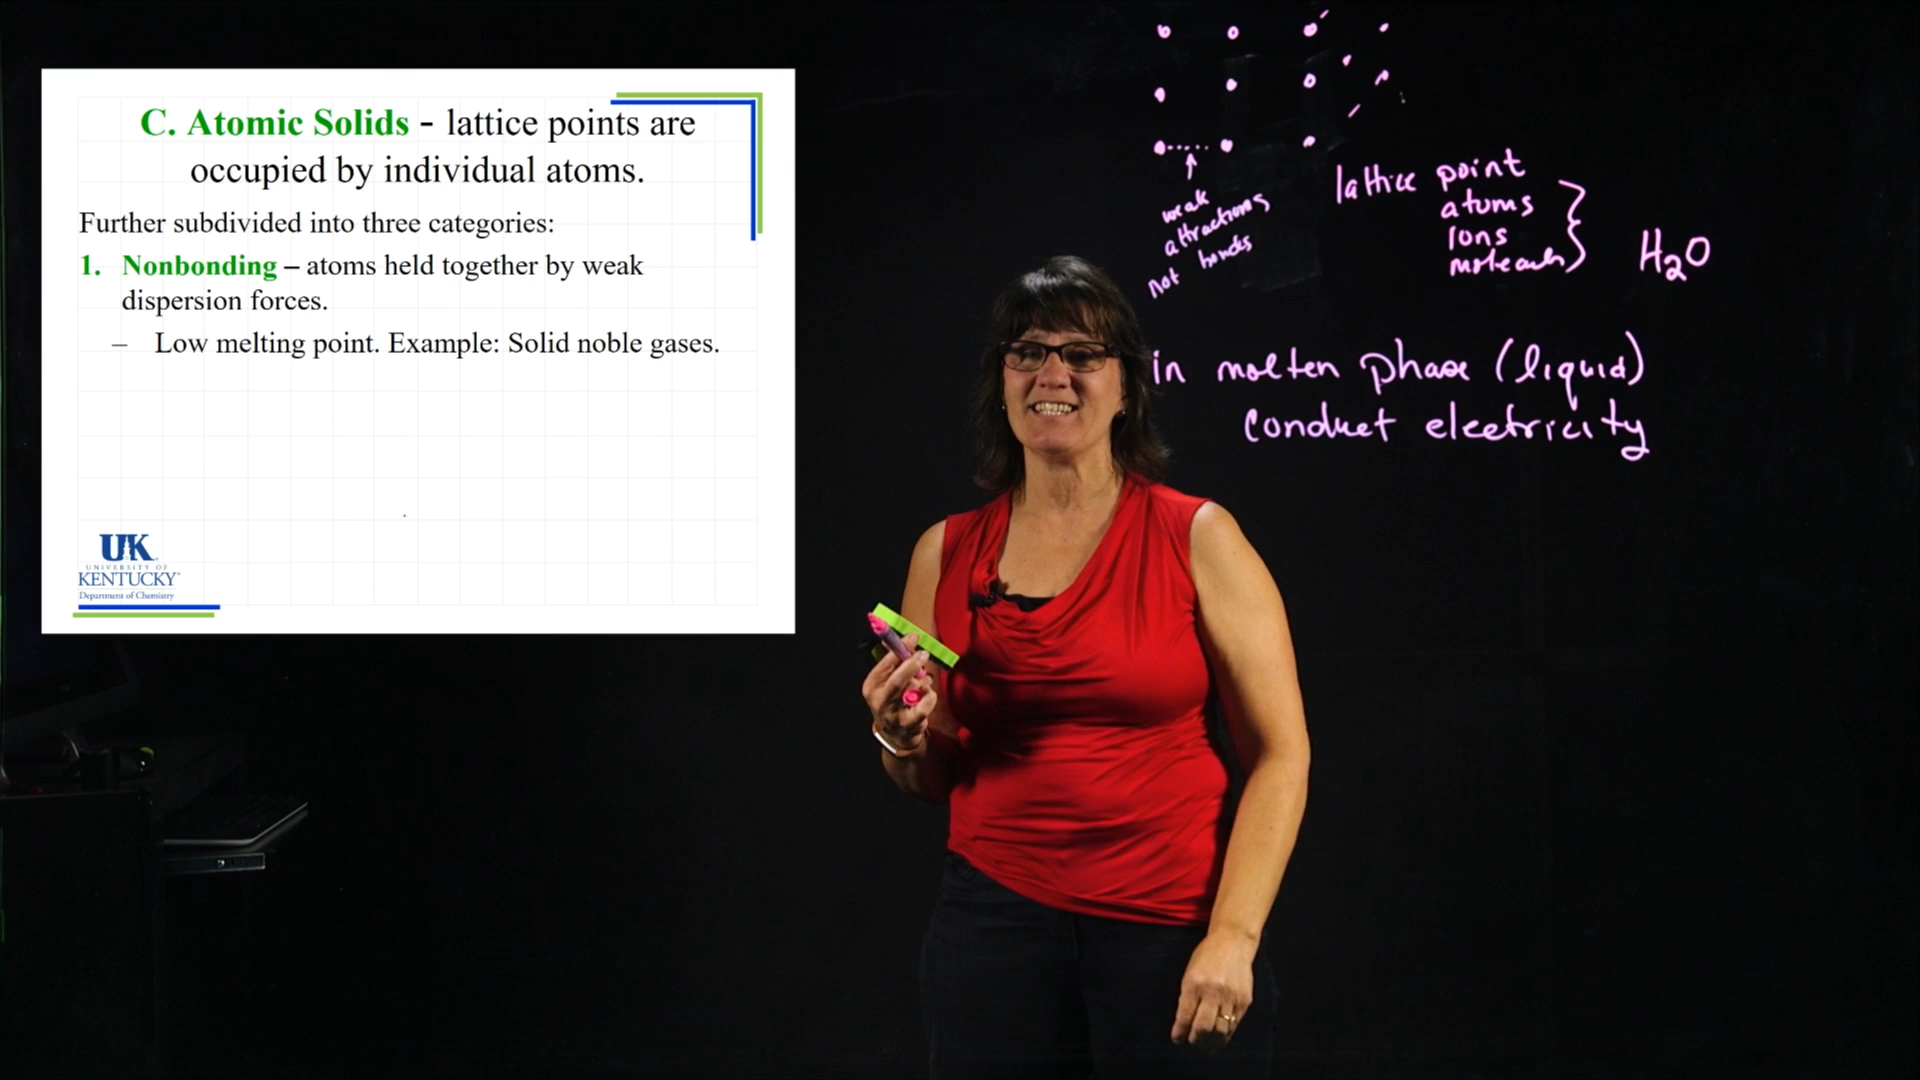 C. Atomic Solids - lattice points are
occupied by individual atoms.
Further subdivided into three categories:
1. Nonbonding – atoms held together by weak
dispersion forces.
– Low melting point. Example: Solid noble gases.
UK
UNIVERSITY OF
KENTUCKY
Department of Chemistry
weak
attractions
not bonds
lattice point
atoms
Ions
molecules
H2O
in molten phase (liquid)
conduct electricity